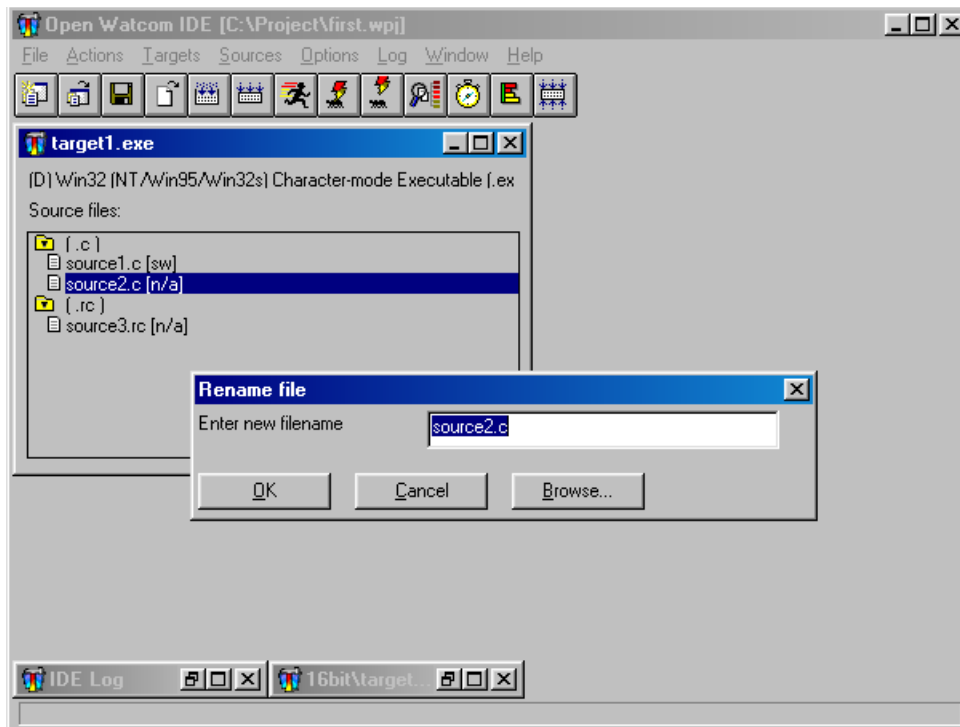 Open Watcom IDE [C:\Project\first.wpj]
File Actions Targets Sources Options Log Window Help
target1.exe
(D) Win32 (NT/Win95/Win32s) Character-mode Executable (.ex
Source files:
(.c)
source1.c [sw]
source2.c [n/a]
(.rc)
source3.rc [n/a]
Rename file
Enter new filename
source2.c
OK Cancel Browse...
IDE Log
16bit\target...